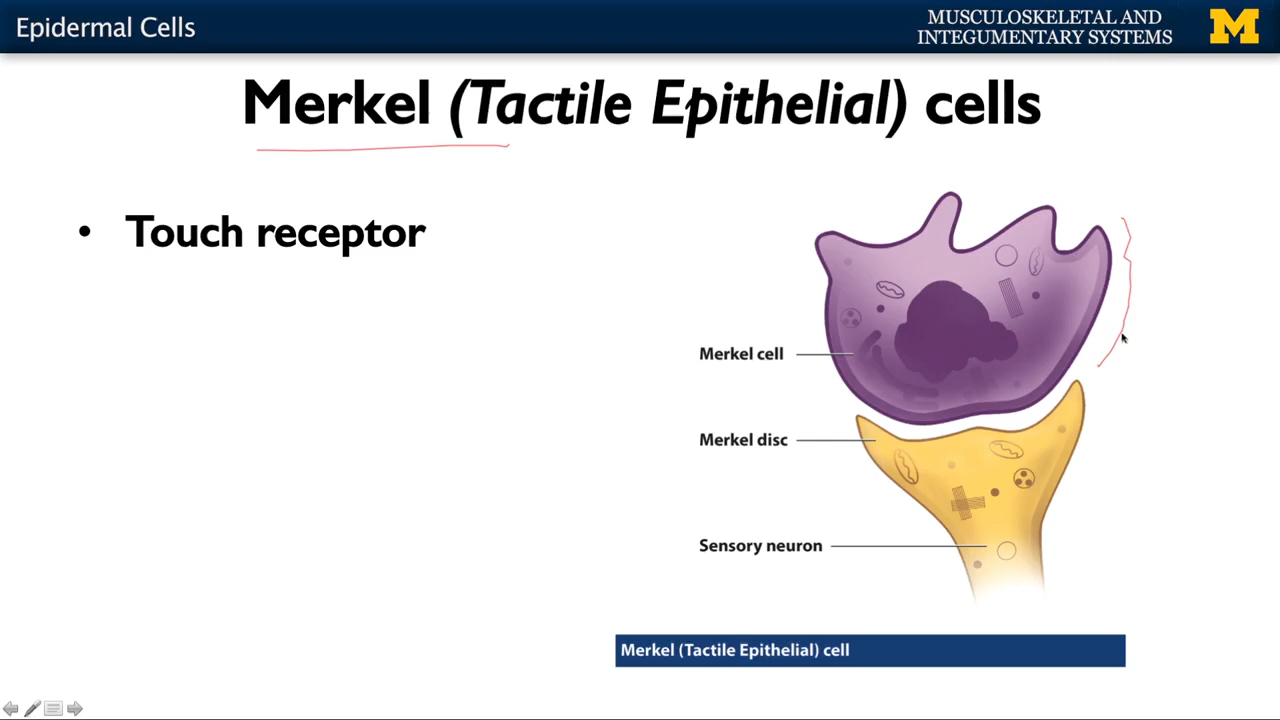 Epidermal Cells
MUSCULOSKELETAL AND
INTEGUMENTARY SYSTEMS
M
Merkel (Tactile Epithelial) cells
• Touch receptor
Merkel cell
Merkel disc
Sensory neuron
Merkel (Tactile Epithelial) cell